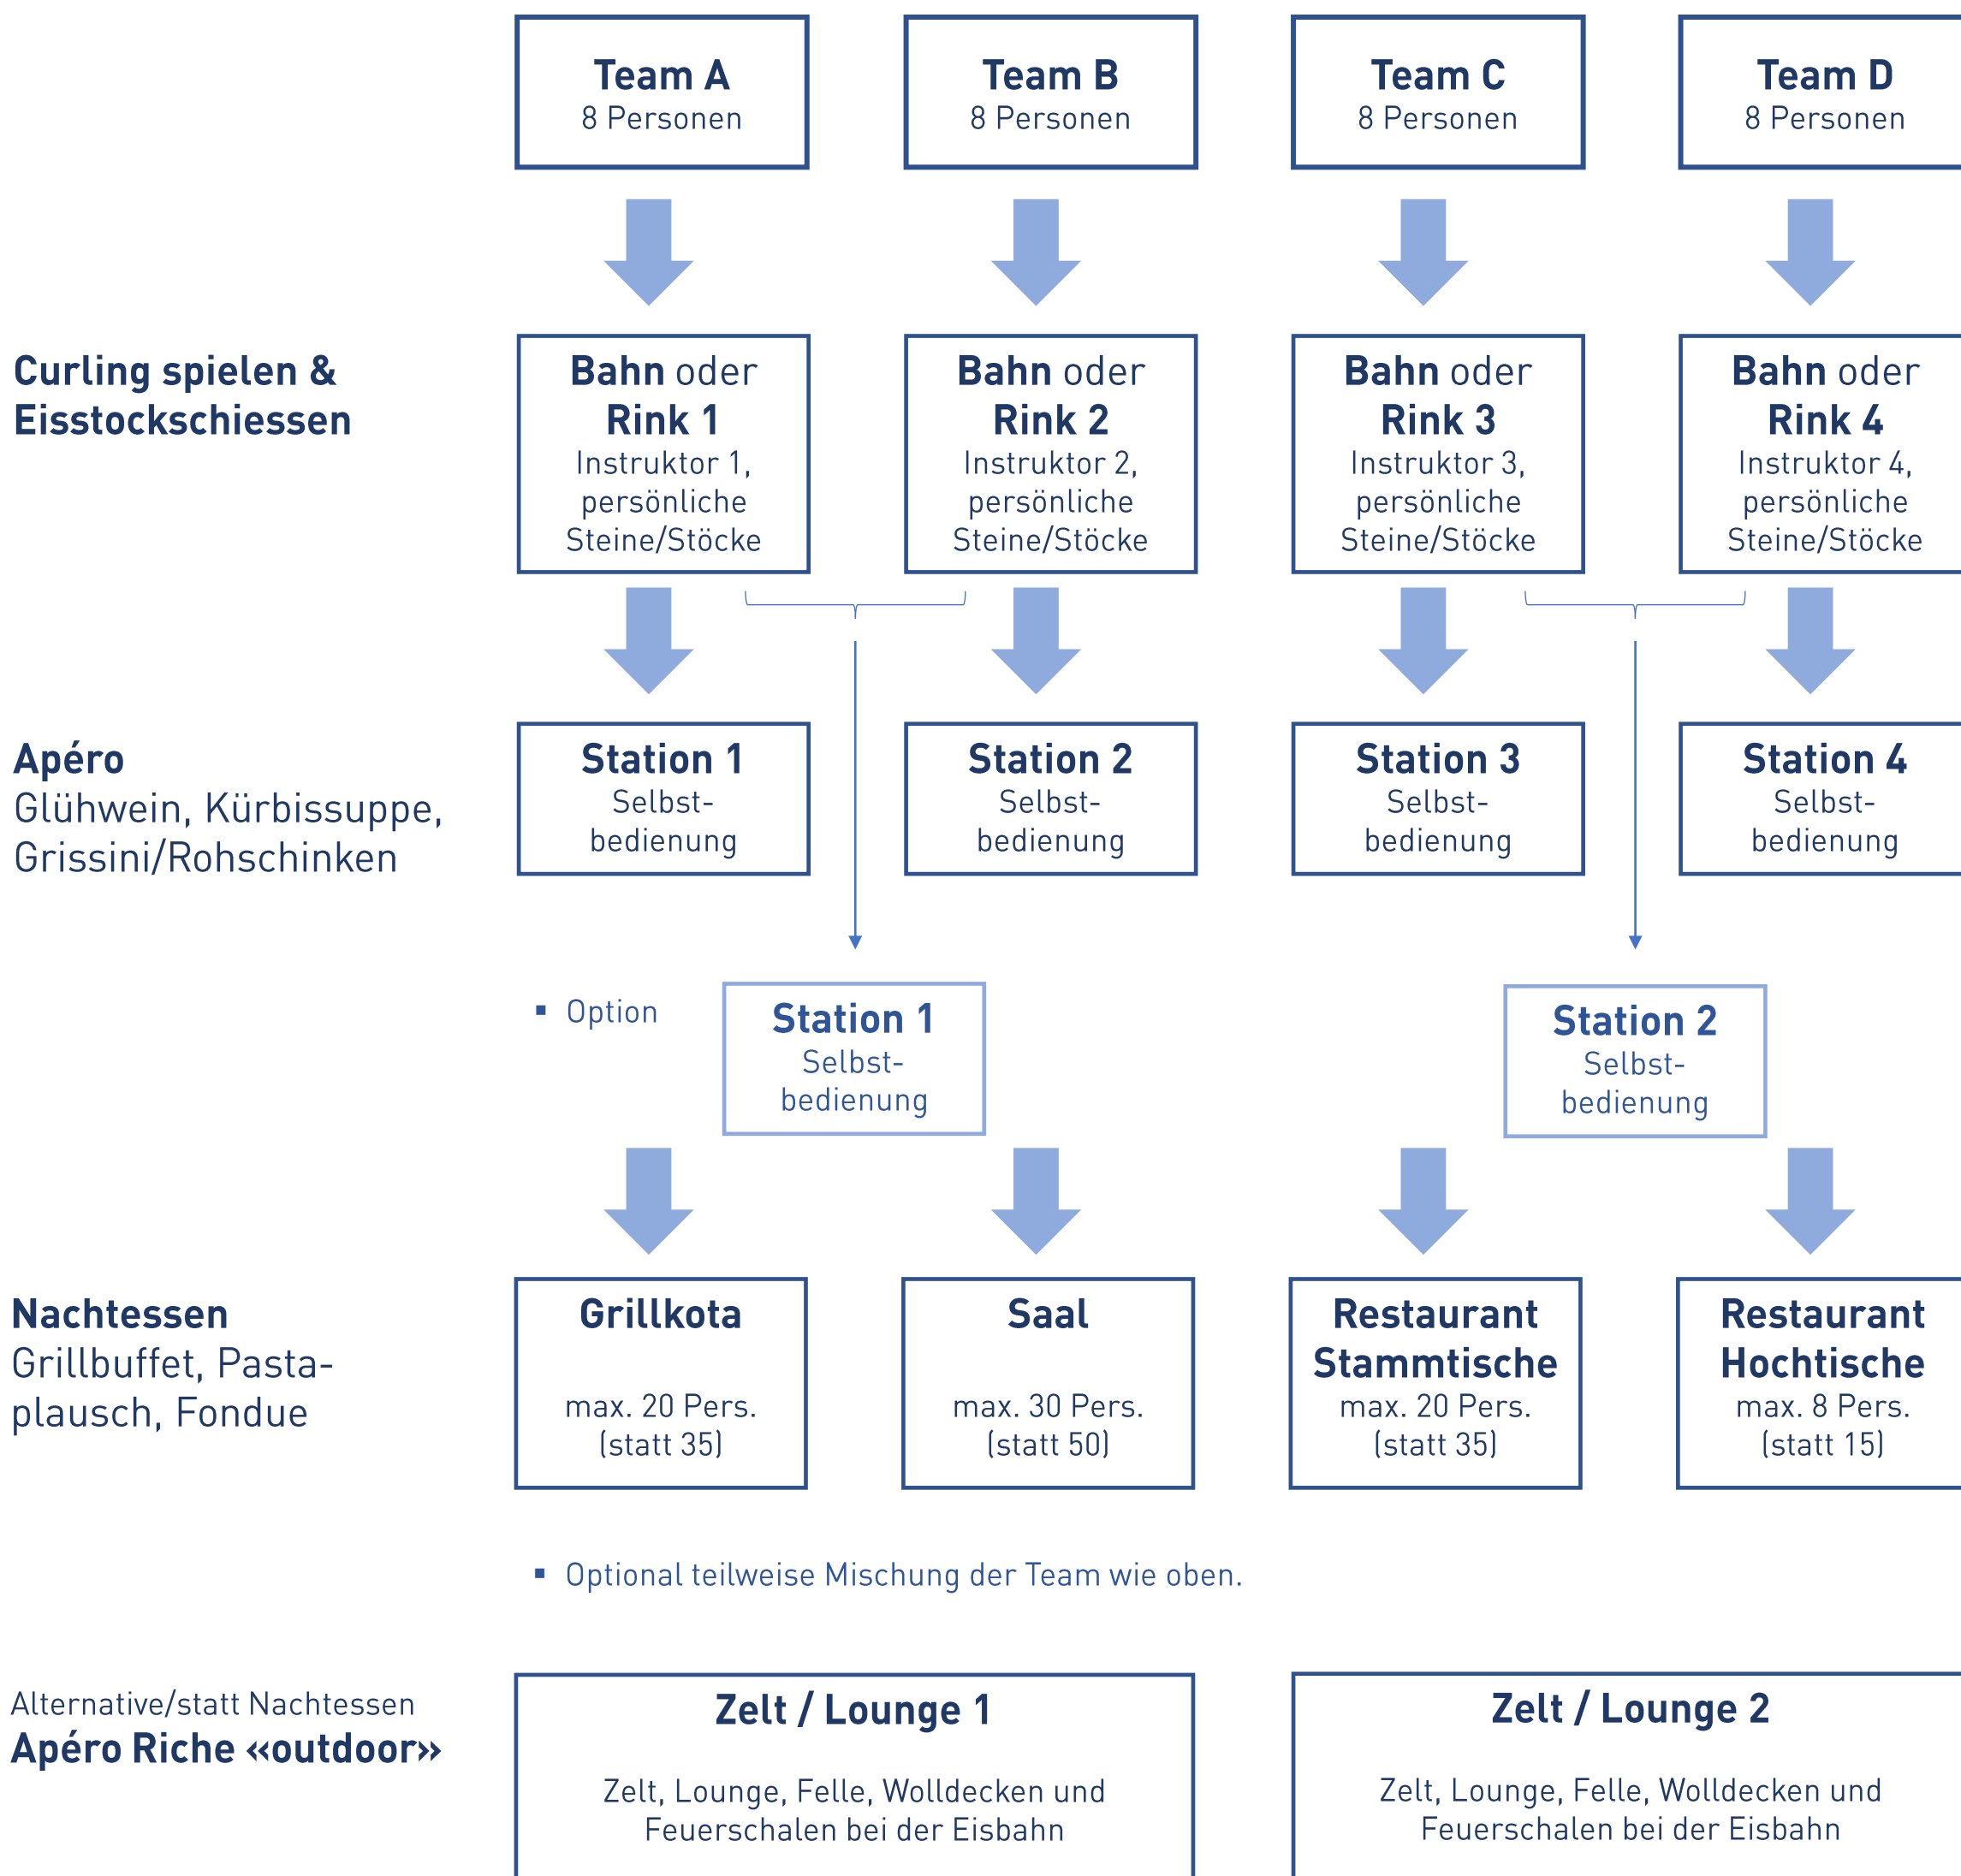 Team A
8 Personen
Team B
8 Personen
Team C
8 Personen
Team D
8 Personen
Curling spielen &
Eisstockschiessen
Bahn oder
Rink 1
Instruktor 1,
persönliche
Steine/Stöcke
Bahn oder
Rink 2
Instruktor 2,
persönliche
Steine/Stöcke
Bahn oder
Rink 3
Instruktor 3,
persönliche
Steine/Stöcke
Bahn oder
Rink 4
Instruktor 4,
persönliche
Steine/Stöcke
Apéro
Glühwein, Kürbissuppe,
Grissini/Rohschinken
Station 1
Selbst-
bedienung
Station 2
Selbst-
bedienung
Station 3
Selbst-
bedienung
Station 4
Selbst-
bedienung
▪ Option
Station 1
Selbst-
bedienung
Station 2
Selbst-
bedienung
Nachtessen
Grillbuffet, Pasta-
plausch, Fondue
Grillkota
max. 20 Pers.
(statt 35)
Saal
max. 30 Pers.
(statt 50)
Restaurant
Stammtische
max. 20 Pers.
(statt 35)
Restaurant
Hochtische
max. 8 Pers.
(statt 15)
▪ Optional teilweise Mischung der Team wie oben.
Alternative/statt Nachtessen
Apéro Riche «outdoor»
Zelt / Lounge 1
Zelt, Lounge, Felle, Wolldecken und
Feuerschalen bei der Eisbahn
Zelt / Lounge 2
Zelt, Lounge, Felle, Wolldecken und
Feuerschalen bei der Eisbahn